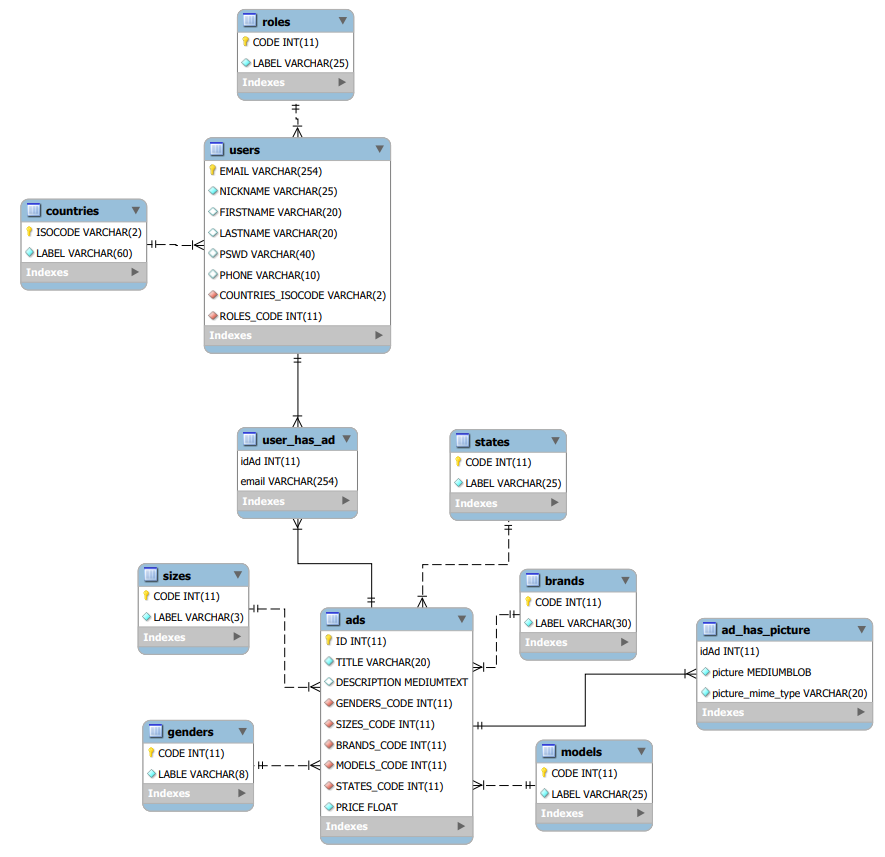 roles
CODE INT(11)
LABEL VARCHAR(25)
Indexes
users
EMAIL VARCHAR(254)
NICKNAME VARCHAR(25)
FIRSTNAME VARCHAR(20)
LASTNAME VARCHAR(20)
PSWD VARCHAR(40)
PHONE VARCHAR(10)
COUNTRIES_ISOCODE VARCHAR(2)
ROLES_CODE INT(11)
Indexes
countries
ISOCODE VARCHAR(2)
LABEL VARCHAR(60)
Indexes
user_has_ad
idAd INT(11)
email VARCHAR(254)
Indexes
states
CODE INT(11)
LABEL VARCHAR(25)
Indexes
sizes
CODE INT(11)
LABEL VARCHAR(3)
Indexes
brands
CODE INT(11)
LABEL VARCHAR(30)
Indexes
ads
ID INT(11)
TITLE VARCHAR(20)
DESCRIPTION MEDIUMTEXT
GENDERS_CODE INT(11)
SIZES_CODE INT(11)
BRANDS_CODE INT(11)
MODELS_CODE INT(11)
STATES_CODE INT(11)
PRICE FLOAT
Indexes
ad_has_picture
idAd INT(11)
picture MEDIUMBLOB
picture_mime_type VARCHAR(20)
Indexes
genders
CODE INT(11)
LABLE VARCHAR(8)
Indexes
models
CODE INT(11)
LABEL VARCHAR(25)
Indexes